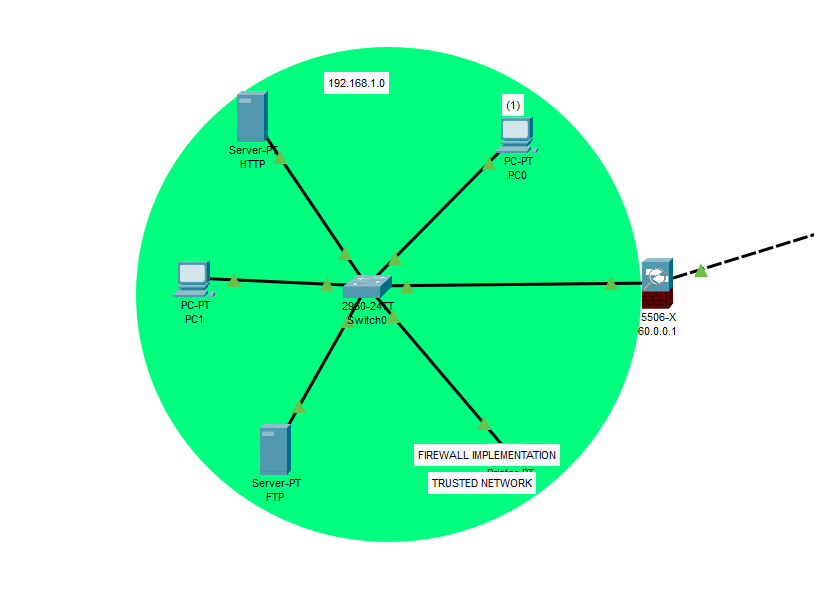 192.168.1.0
(1)
Server-PT
HTTP
PC-PT
PC0
PC-PT
PC1
2960-24TT
Switch0
5506-X
60.0.0.1
FIREWALL IMPLEMENTATION
Printer-PT
TRUSTED NETWORK
Server-PT
FTP